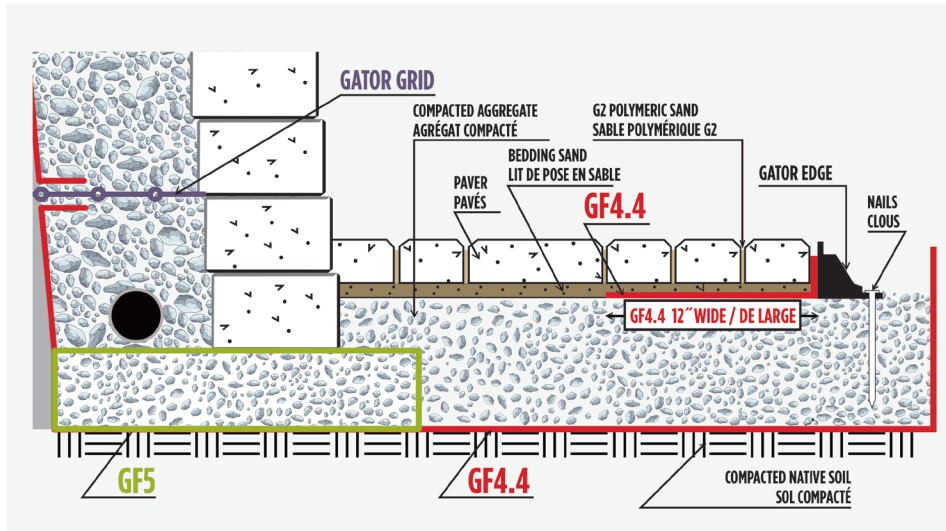 GATOR GRID
COMPACTED AGGREGATE
AGRÉGAT COMPACTÉ
G2 POLYMERIC SAND
SABLE POLYMÉRIQUE G2
BEDDING SAND
LIT DE POSE EN SABLE
PAVER
PAVÉS
GF4.4
GATOR EDGE
NAILS
CLOUS
GF4.4 12˝ WIDE / DE LARGE
GF5
GF4.4
COMPACTED NATIVE SOIL
SOL COMPACTÉ